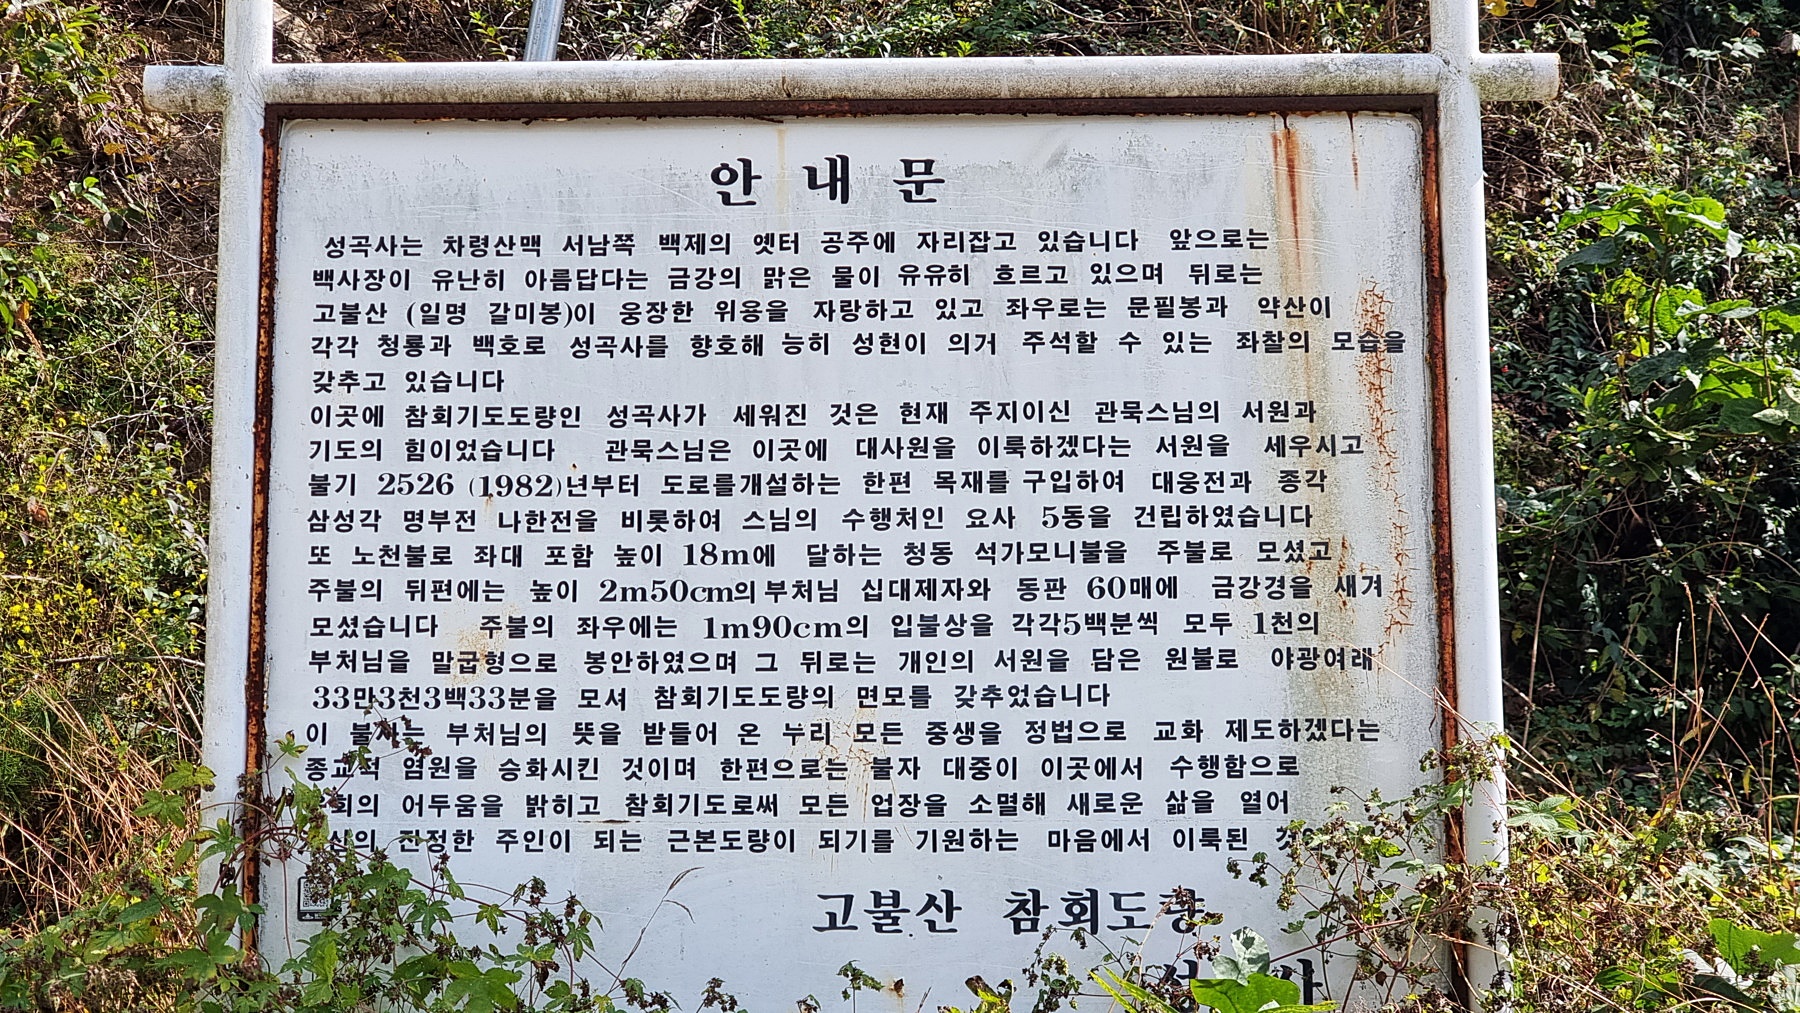 안 내 문
성곡사는 차령산맥 서남쪽 백제의 옛터 공주에 자리잡고 있습니다 앞으로는
백사장이 유난히 아름답다는 금강의 맑은 물이 유유히 흐르고 있으며 뒤로는
고불산 (일명 갈미봉)이 웅장한 위용을 자랑하고 있고 좌우로는 문필봉과 약산이
각각 청룡과 백호로 성곡사를 향호해 능히 성현이 의거 주석할 수 있는 좌찰의 모습을
갖추고 있습니다
이곳에 참회기도도량인 성곡사가 세워진 것은 현재 주지이신 관묵스님의 서원과
기도의 힘이었습니다 관묵스님은 이곳에 대사원을 이룩하겠다는 서원을 세우시고
불기 2526 (1982)년부터 도로를개설하는 한편 목재를 구입하여 대웅전과 종각
삼성각 명부전 나한전을 비롯하여 스님의 수행처인 요사 5동을 건립하였습니다
또 노천불로 좌대 포함 높이 18m에 달하는 청동 석가모니불을 주불로 모셨고
주불의 뒤편에는 높이 2m50cm의 부처님 십대제자와 동판 60매에 금강경을 새겨
모셨습니다 주불의 좌우에는 1m90cm의 입불상을 각각5백분씩 모두 1천의
부처님을 말굽형으로 봉안하였으며 그 뒤로는 개인의 서원을 담은 원불로 야광여래
33만3천3백33분을 모셔 참회기도도량의 면모를 갖추었습니다
이 불사는 부처님의 뜻을 받들어 온 누리 모든 중생을 정법으로 교화 제도하겠다는
종교적 염원을 승화시킨 것이며 한편으로는 불자 대중이 이곳에서 수행함으로
어두움을 밝히고 참회기도로써 모든 업장을 소멸해 새로운 삶을 열어
진정한 주인이 되는 근본도량이 되기를 기원하는 마음에서 이룩된
고불산 참회도량